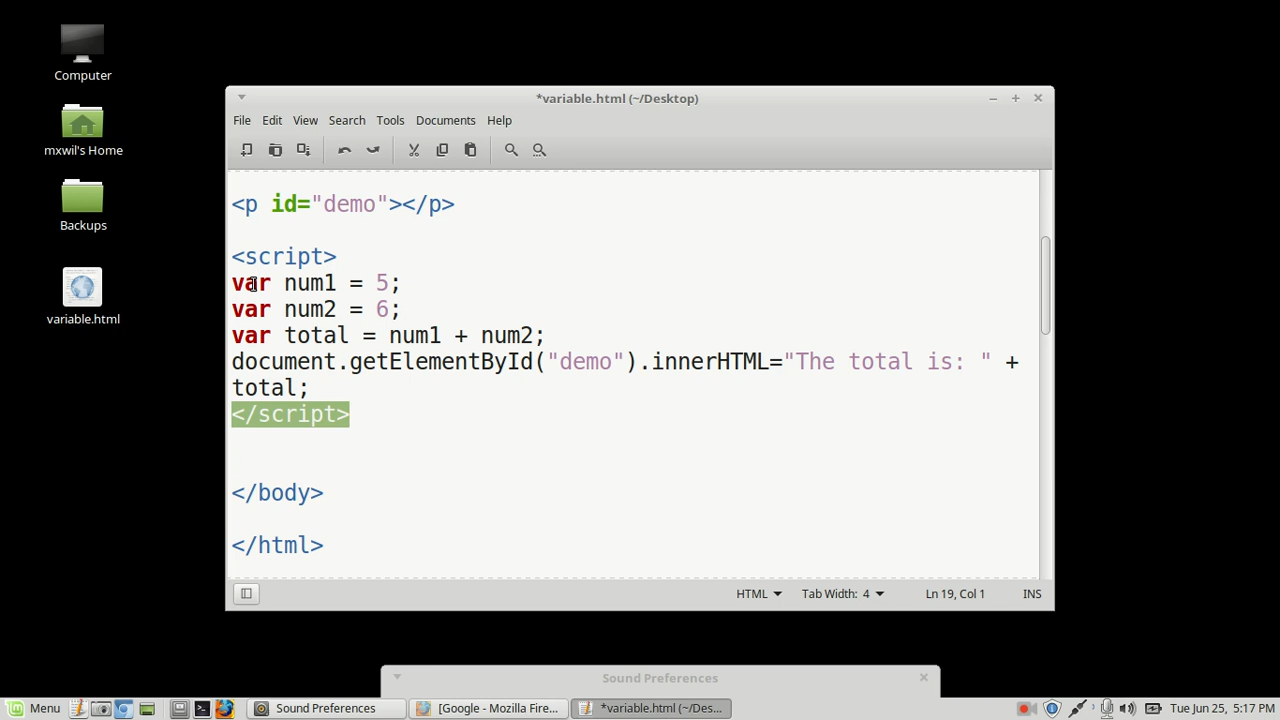 Computer
mxwil's Home
Backups
variable.html
*variable.html (~/Desktop)
File Edit View Search Tools Documents Help
<p id="demo"></p>
<script>
var num1 = 5;
var num2 = 6;
var total = num1 + num2;
document.getElementById("demo").innerHTML="The total is: " +
total;
</script>
</body>
</html>
HTML Tab Width: 4 Ln 19, Col 1 INS
Sound Preferences
Menu Sound Preferences [Google - Mozilla Fire... *variable.html (~/Des... Tue Jun 25, 5:17 PM